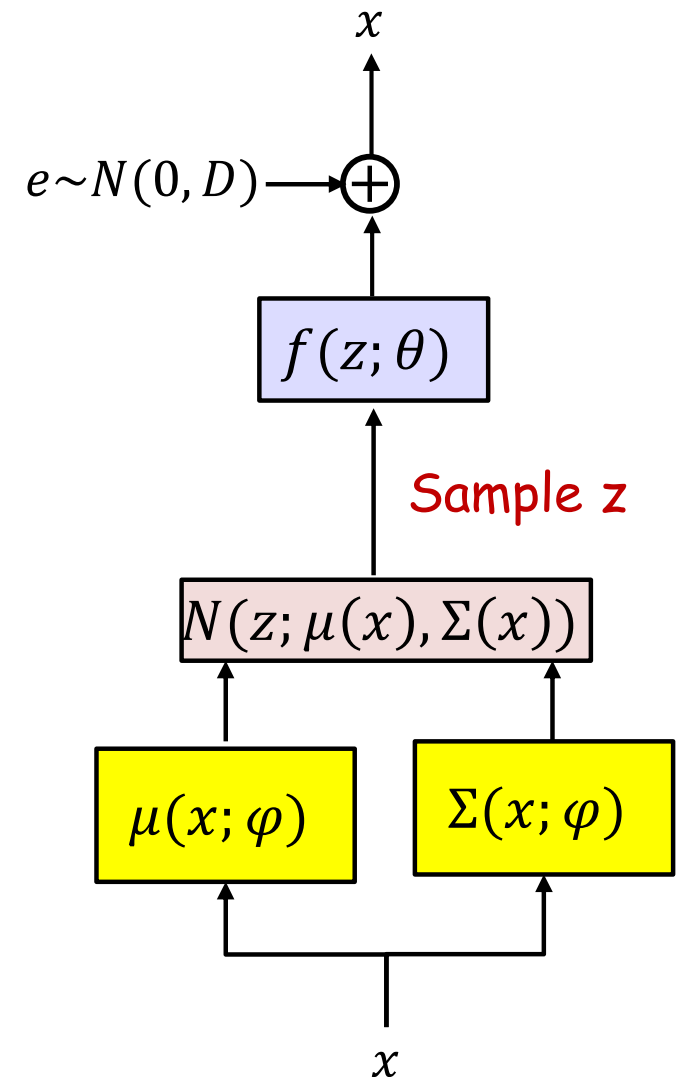 x
e~N(0, D)
+
f(z; θ)
Sample z
N(z; μ(x), Σ(x))
μ(x; φ)
Σ(x; φ)
x